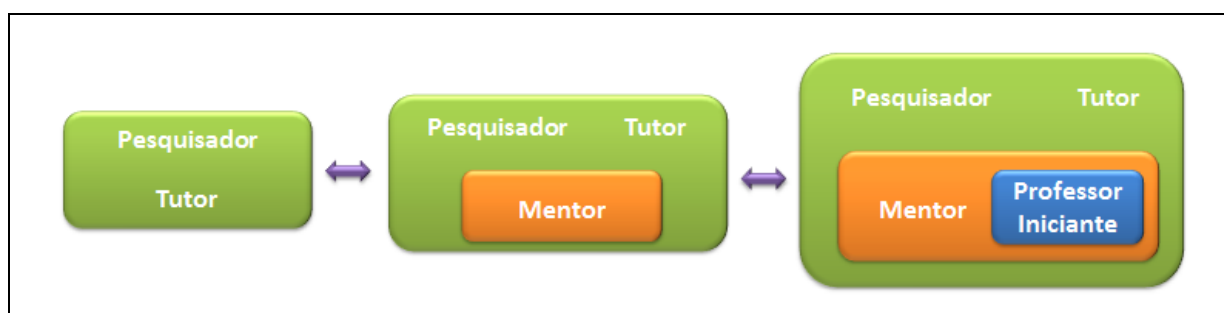 Pesquisador
Tutor
Pesquisador Tutor
Mentor
Pesquisador Tutor
Mentor
Professor
Iniciante